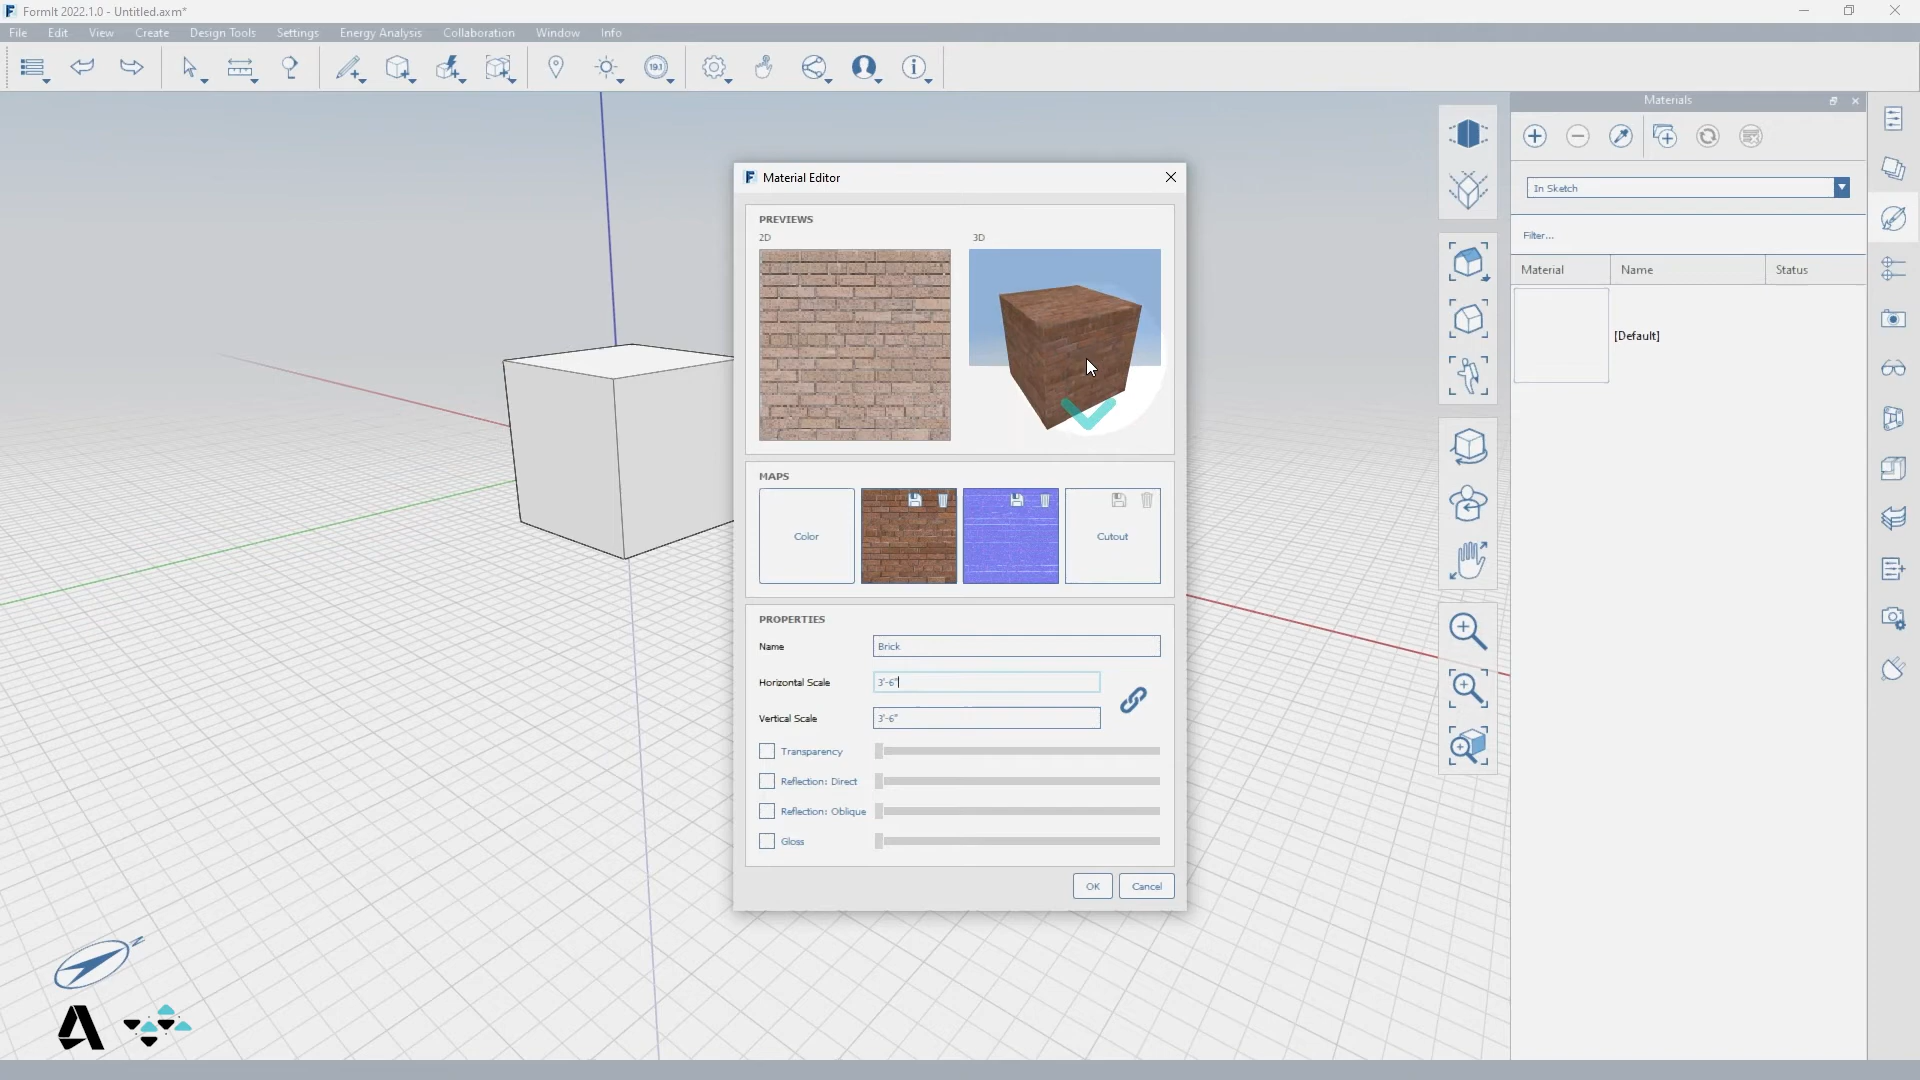 FormIt 2022.1.0 - Untitled.axm*
File Edit View Create Design Tools Settings Energy Analysis Collaboration Window Info
19.1
Materials
In Sketch
Filter...
Material Name Status
[Default]
Material Editor
PREVIEWS
2D 3D
MAPS
Color Cutout
PROPERTIES
Name Brick
Horizontal Scale 3'-6"
Vertical Scale 3'-6"
Transparency
Reflection: Direct
Reflection: Oblique
Gloss
OK Cancel
N